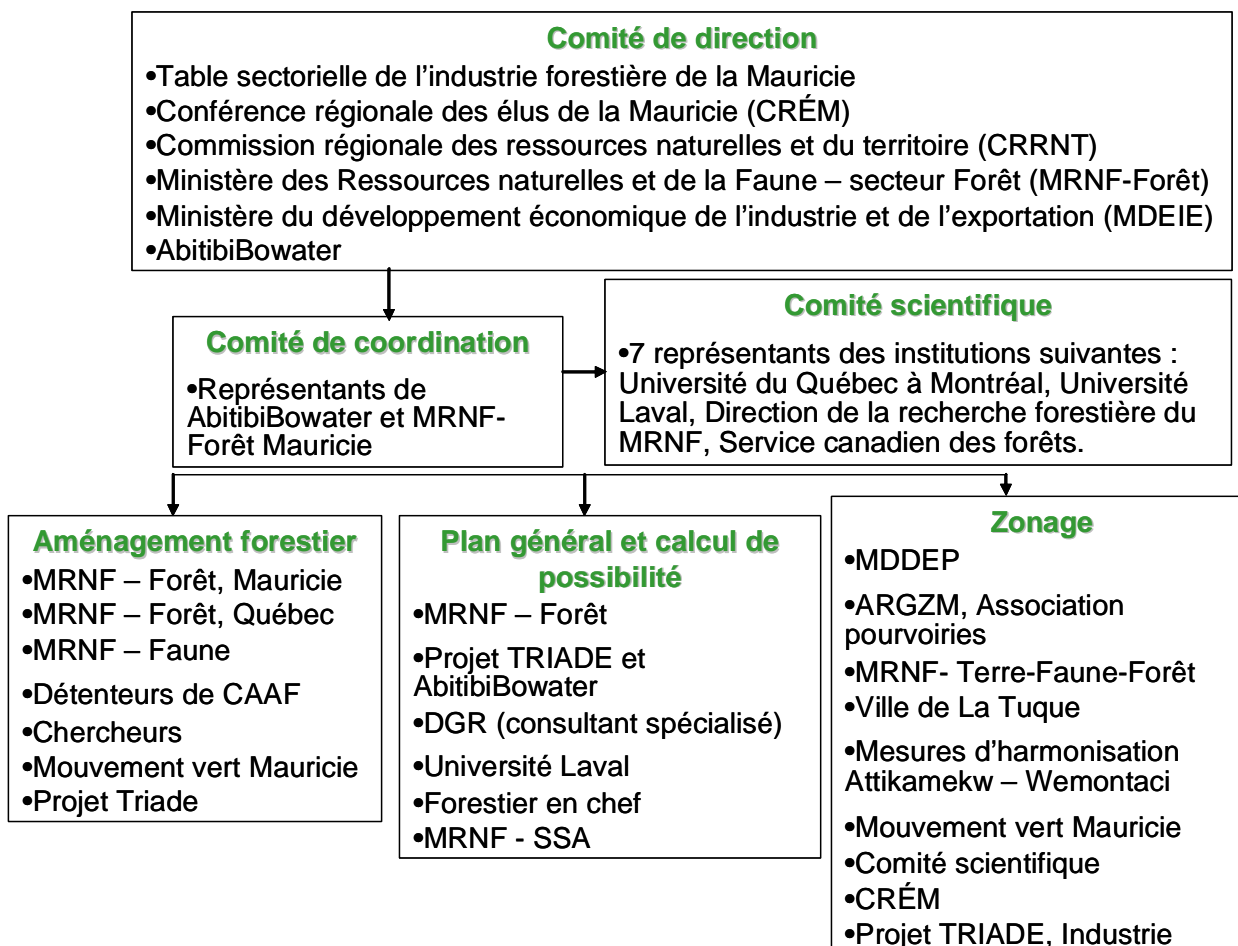 Comité de direction
•Table sectorielle de l’industrie forestière de la Mauricie
•Conférence régionale des élus de la Mauricie (CRÉM)
•Commission régionale des ressources naturelles et du territoire (CRRNT)
•Ministère des Ressources naturelles et de la Faune – secteur Forêt (MRNF-Forêt)
•Ministère du développement économique de l’industrie et de l’exportation (MDEIE)
•AbitibiBowater
Comité de coordination
•Représentants de
AbitibiBowater et MRNF-
Forêt Mauricie
Comité scientifique
•7 représentants des institutions suivantes :
Université du Québec à Montréal, Université
Laval, Direction de la recherche forestière du
MRNF, Service canadien des forêts.
Aménagement forestier
•MRNF – Forêt, Mauricie
•MRNF – Forêt, Québec
•MRNF – Faune
•Détenteurs de CAAF
•Chercheurs
•Mouvement vert Mauricie
•Projet Triade
Plan général et calcul de
possibilité
•MRNF – Forêt
•Projet TRIADE et
AbitibiBowater
•DGR (consultant spécialisé)
•Université Laval
•Forestier en chef
•MRNF - SSA
Zonage
•MDDEP
•ARGZM, Association
pourvoiries
•MRNF- Terre-Faune-Forêt
•Ville de La Tuque
•Mesures d’harmonisation
Attikamekw – Wemontaci
•Mouvement vert Mauricie
•Comité scientifique
•CRÉM
•Projet TRIADE, Industrie